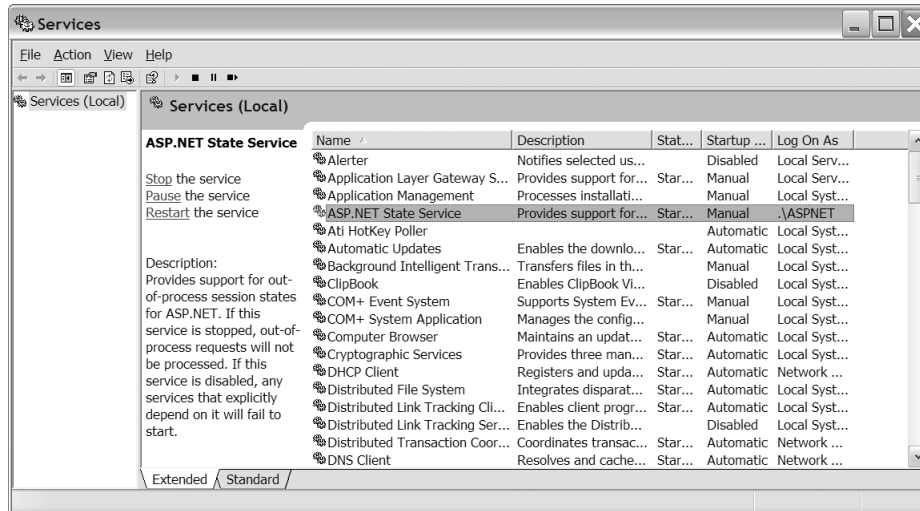 Services
File Action View Help
Services (Local)
Services (Local)
ASP.NET State Service
Stop the service
Pause the service
Restart the service
Description:
Provides support for out-
of-process session states
for ASP.NET. If this
service is stopped, out-of-
process requests will not
be processed. If this
service is disabled, any
services that explicitly
depend on it will fail to
start.
Name Description Stat... Startup ... Log On As
Alerter Notifies selected us... Disabled Local Serv...
Application Layer Gateway S... Provides support for... Star... Manual Local Serv...
Application Management Processes installati... Manual Local Syst...
ASP.NET State Service Provides support for... Star... Manual .\ASPNET
Ati HotKey Poller Automatic Local Syst...
Automatic Updates Enables the downlo... Star... Automatic Local Syst...
Background Intelligent Trans... Transfers files in th... Manual Local Syst...
ClipBook Enables ClipBook Vi... Disabled Local Syst...
COM+ Event System Supports System Ev... Star... Manual Local Syst...
COM+ System Application Manages the config... Manual Local Syst...
Computer Browser Maintains an updat... Star... Automatic Local Syst...
Cryptographic Services Provides three man... Star... Automatic Local Syst...
DHCP Client Registers and upda... Star... Automatic Network ...
Distributed File System Integrates disparat... Star... Automatic Local Syst...
Distributed Link Tracking Cli... Enables client progr... Star... Automatic Local Syst...
Distributed Link Tracking Ser... Enables the Distrib... Disabled Local Syst...
Distributed Transaction Coor... Coordinates transac... Star... Automatic Network ...
DNS Client Resolves and cache... Star... Automatic Network ...
Extended Standard